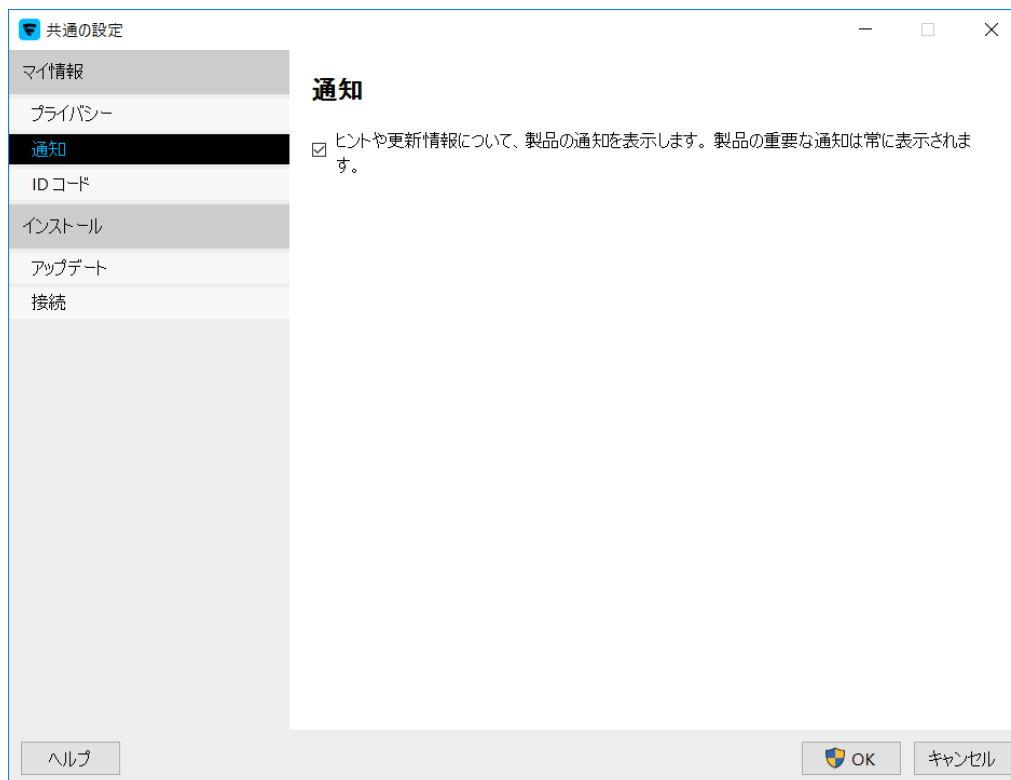 共通の設定
マイ情報
プライバシー
通知
ID コード
インストール
アップデート
接続
通知
ヒントや更新情報について、製品の通知を表示します。製品の重要な通知は常に表示されま
す。
ヘルプ
OK
キャンセル